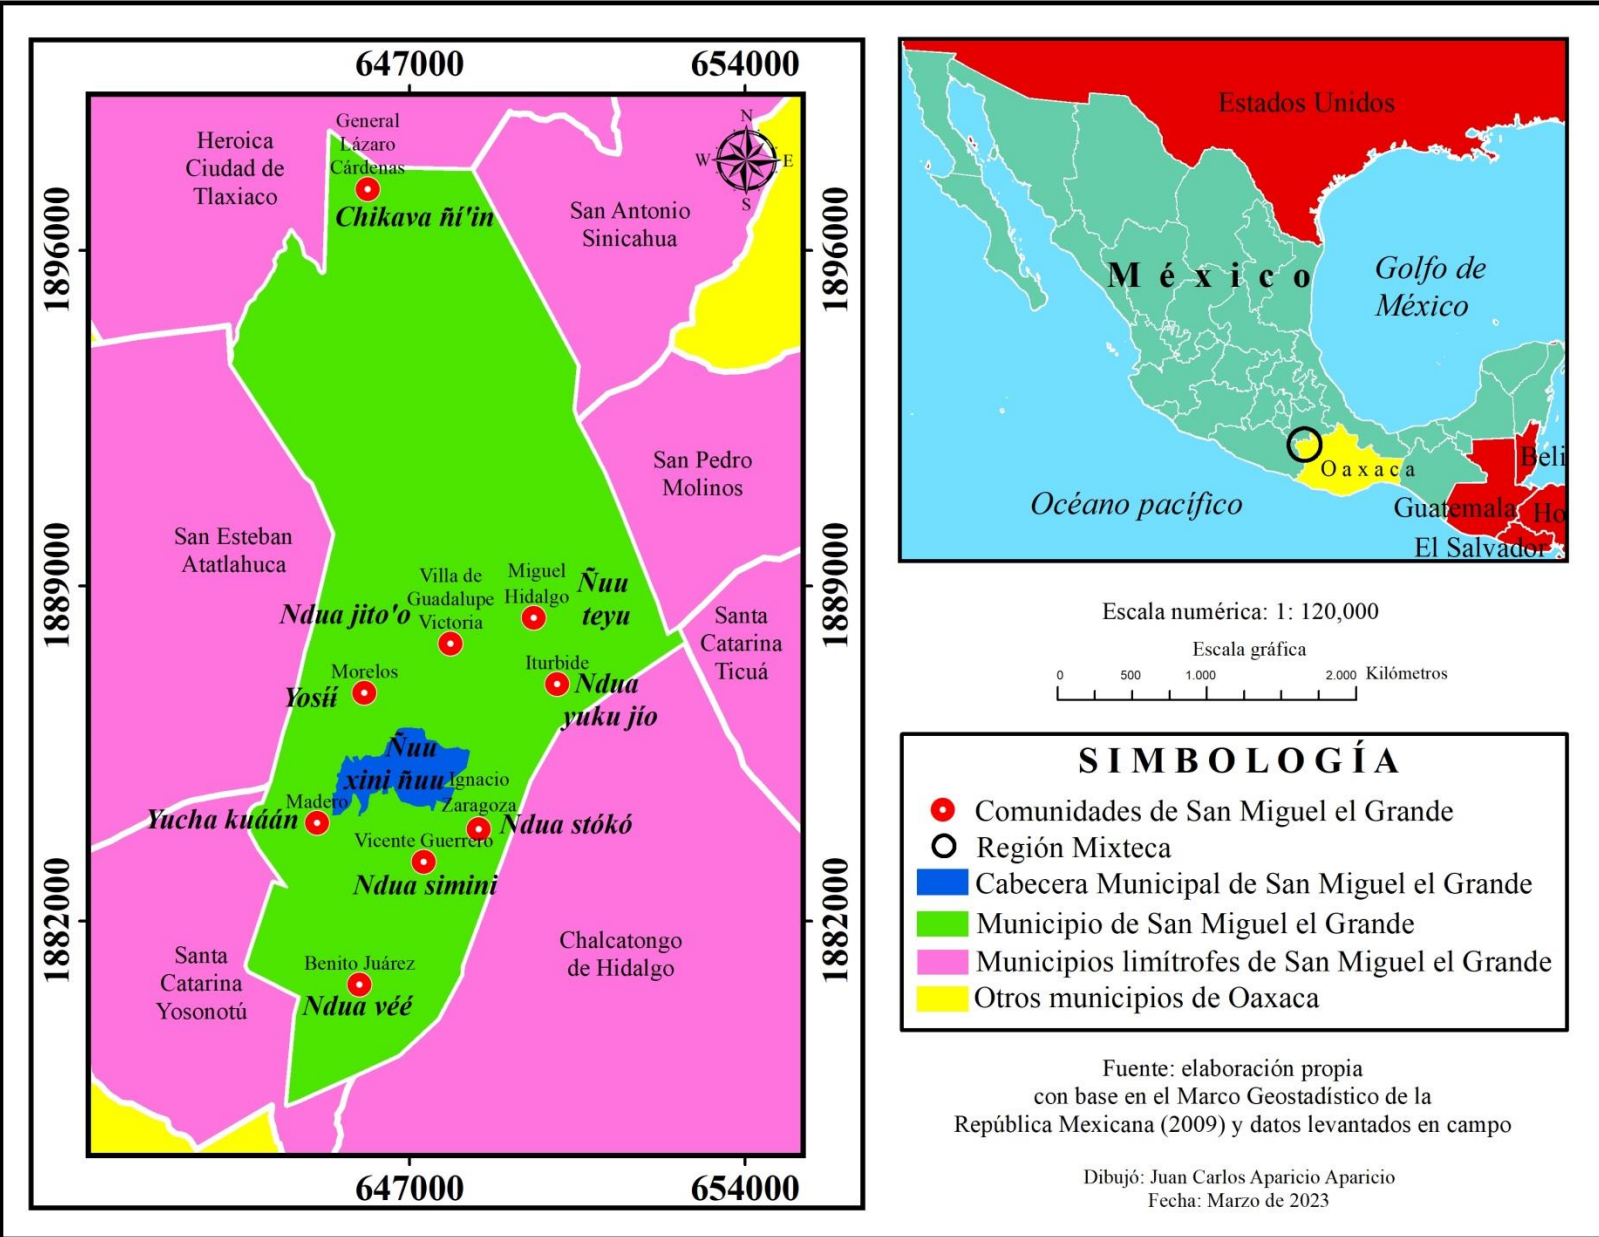 647000
654000
1896000
1889000
1882000
1896000
1889000
1882000
647000
654000
N
W
E
S
Heroica
Ciudad de
Tlaxiaco
General
Lázaro
Cárdenas
Chikava ñí'in
San Antonio
Sinicahua
San Pedro
Molinos
San Esteban
Atatlahuca
Villa de
Guadalupe
Victoria
Ndua jito'o
Miguel
Hidalgo
Ñuu
teyu
Santa
Catarina
Ticuá
Morelos
Yosɨ́ɨ́
Iturbide
Ndua
yuku jío
Ñuu
xini ñuu
Ignacio
Zaragoza
Ndua stókó
Madero
Yucha kuáán
Vicente Guerrero
Ndua simini
Chalcatongo
de Hidalgo
Santa
Catarina
Yosonotú
Benito Juárez
Ndua véé
Estados Unidos
México
Golfo de
México
Oaxaca
Océano pacífico
Beli
Guatemala
Ho
El Salvador
Escala numérica: 1: 120,000
Escala gráfica
0 500 1.000 2.000 Kilómetros
SIMBOLOGÍA
Comunidades de San Miguel el Grande
Región Mixteca
Cabecera Municipal de San Miguel el Grande
Municipio de San Miguel el Grande
Municipios limítrofes de San Miguel el Grande
Otros municipios de Oaxaca
Fuente: elaboración propia
con base en el Marco Geostadístico de la
República Mexicana (2009) y datos levantados en campo
Dibujó: Juan Carlos Aparicio Aparicio
Fecha: Marzo de 2023